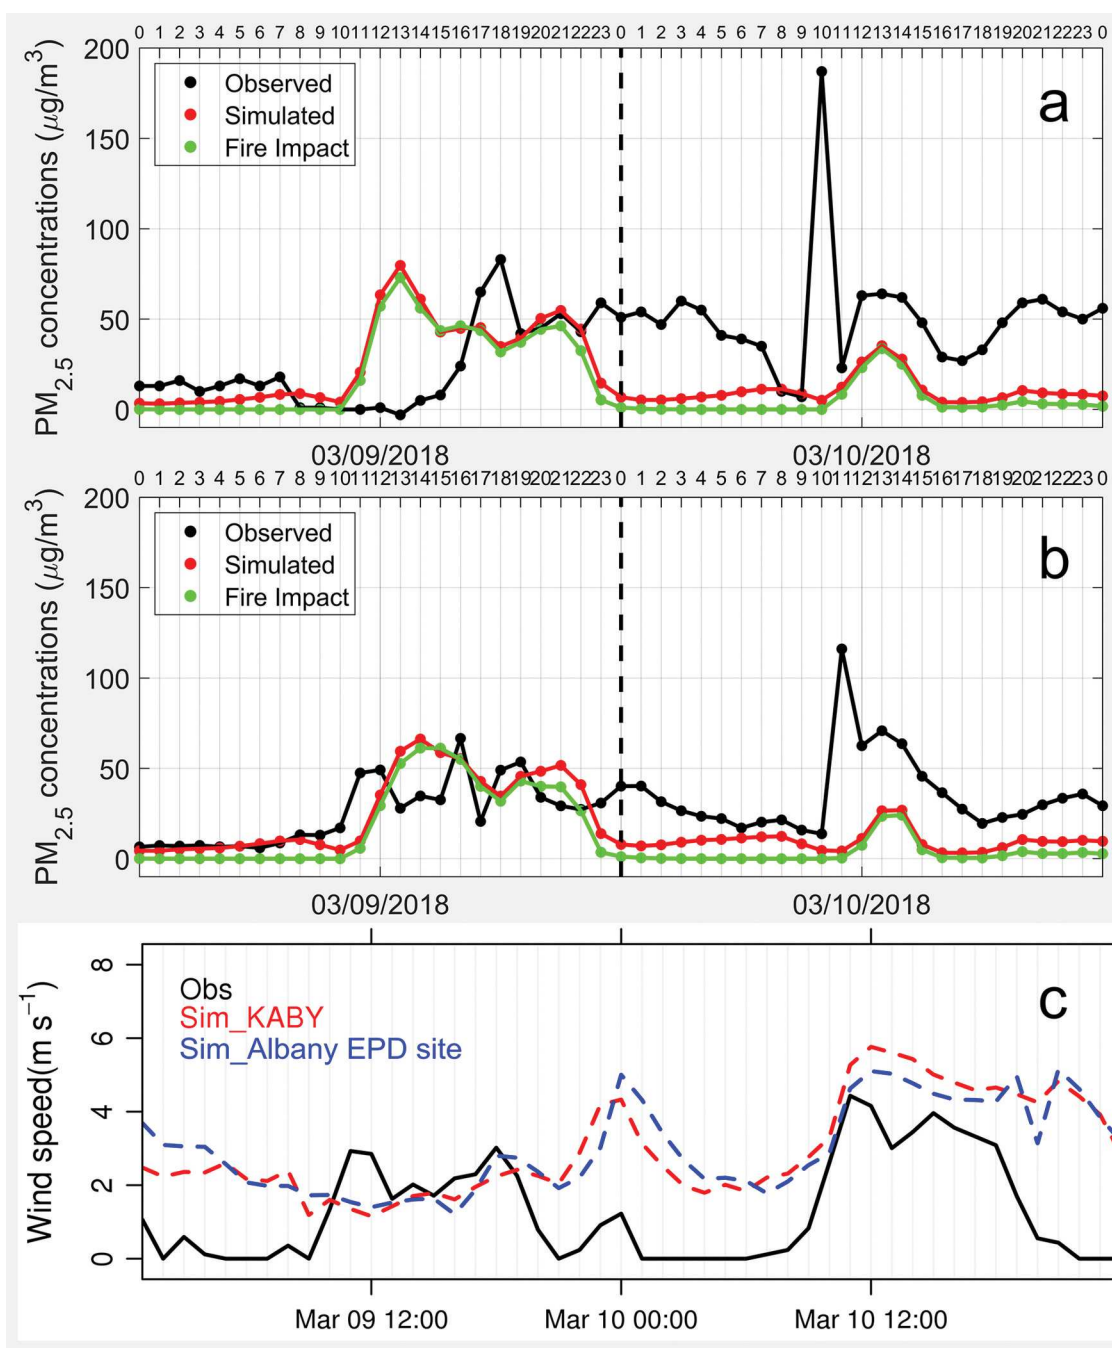 0 1 2 3 4 5 6 7 8 9 10 11 12 13 14 15 16 17 18 19 20 21 22 23 0 1 2 3 4 5 6 7 8 9 10 11 12 13 14 15 16 17 18 19 20 21 22 23 0
200
150
100
50
0
PM2.5 concentrations (μg/m3)
Observed
Simulated
Fire Impact
a
03/09/2018
03/10/2018
0 1 2 3 4 5 6 7 8 9 10 11 12 13 14 15 16 17 18 19 20 21 22 23 0 1 2 3 4 5 6 7 8 9 10 11 12 13 14 15 16 17 18 19 20 21 22 23 0
200
150
100
50
0
PM2.5 concentrations (μg/m3)
Observed
Simulated
Fire Impact
b
03/09/2018
03/10/2018
8
6
4
2
0
Wind speed(m s−1)
Obs
Sim_KABY
Sim_Albany EPD site
c
Mar 09 12:00
Mar 10 00:00
Mar 10 12:00